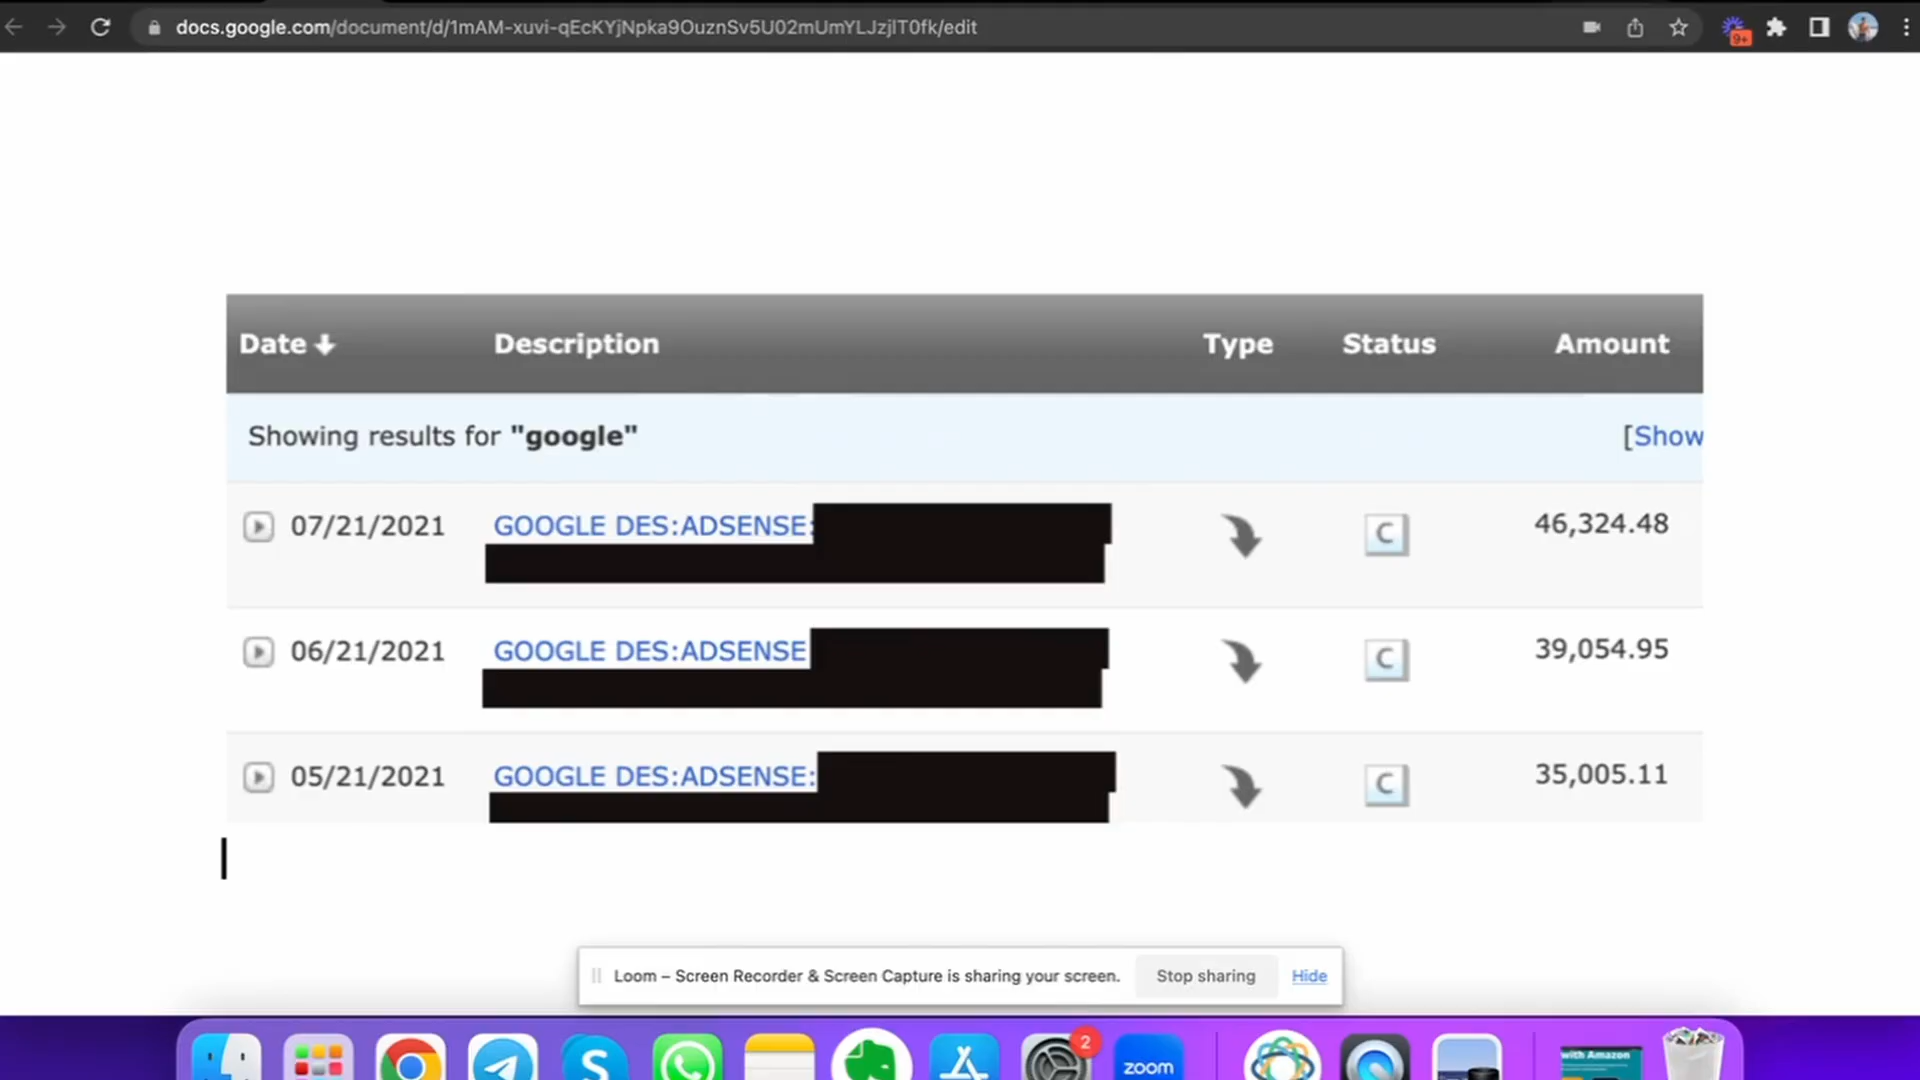 docs.google.com/document/d/1mAM-xuvi-qEcKYjNpka9OuznSv5U02mUmYLJzjlT0fk/edit
9+
Date Description Type Status Amount
Showing results for "google" [Show
07/21/2021 GOOGLE DES:ADSENSE: C 46,324.48
06/21/2021 GOOGLE DES:ADSENSE C 39,054.95
05/21/2021 GOOGLE DES:ADSENSE: C 35,005.11
Loom – Screen Recorder & Screen Capture is sharing your screen. Stop sharing Hide
2
S
zoom
with Amazon